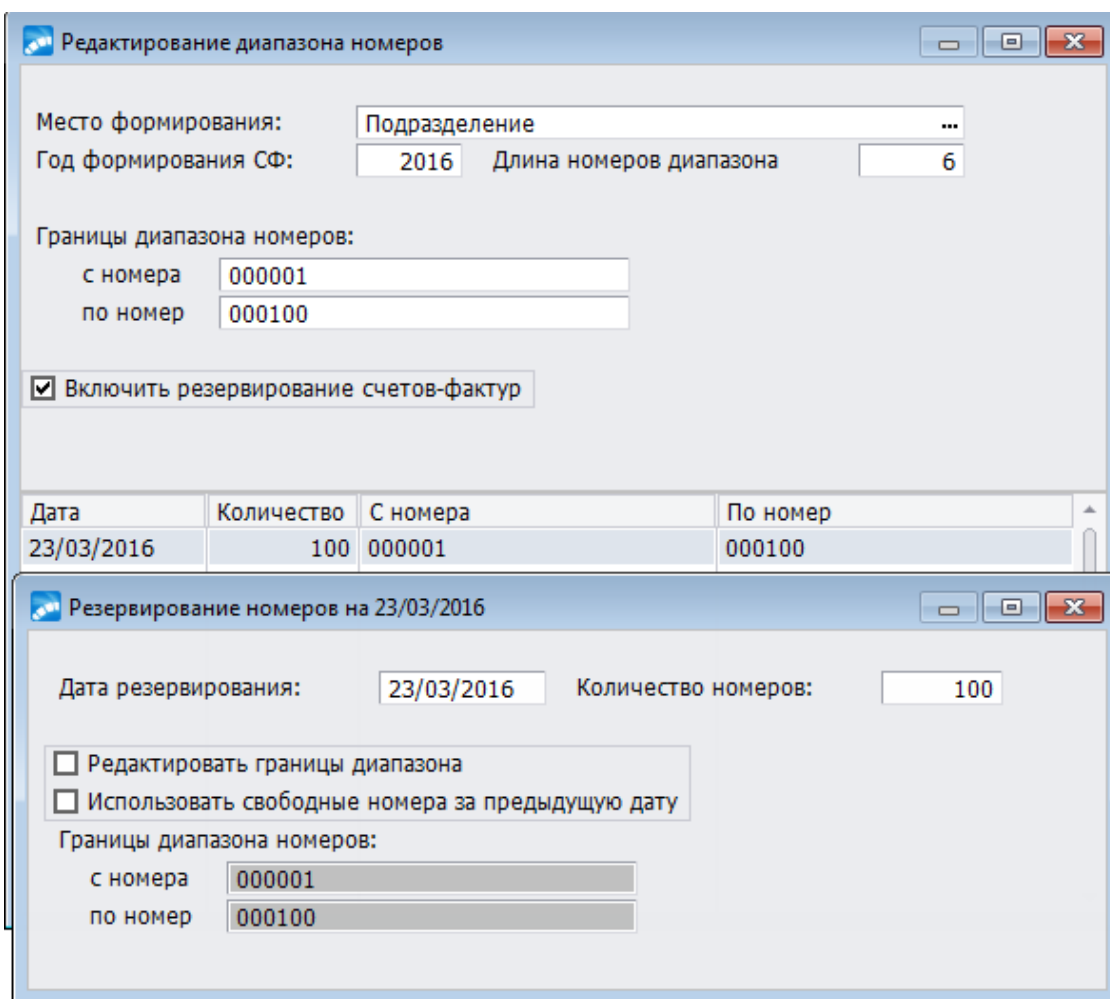 Редактирование диапазона номеров
Место формирования: Подразделение ...
Год формирования СФ: 2016 Длина номеров диапазона 6
Границы диапазона номеров:
с номера 000001
по номер 000100
Включить резервирование счетов-фактур
Дата Количество С номера По номер
23/03/2016 100 000001 000100
Резервирование номеров на 23/03/2016
Дата резервирования: 23/03/2016 Количество номеров: 100
Редактировать границы диапазона
Использовать свободные номера за предыдущую дату
Границы диапазона номеров:
с номера 000001
по номер 000100